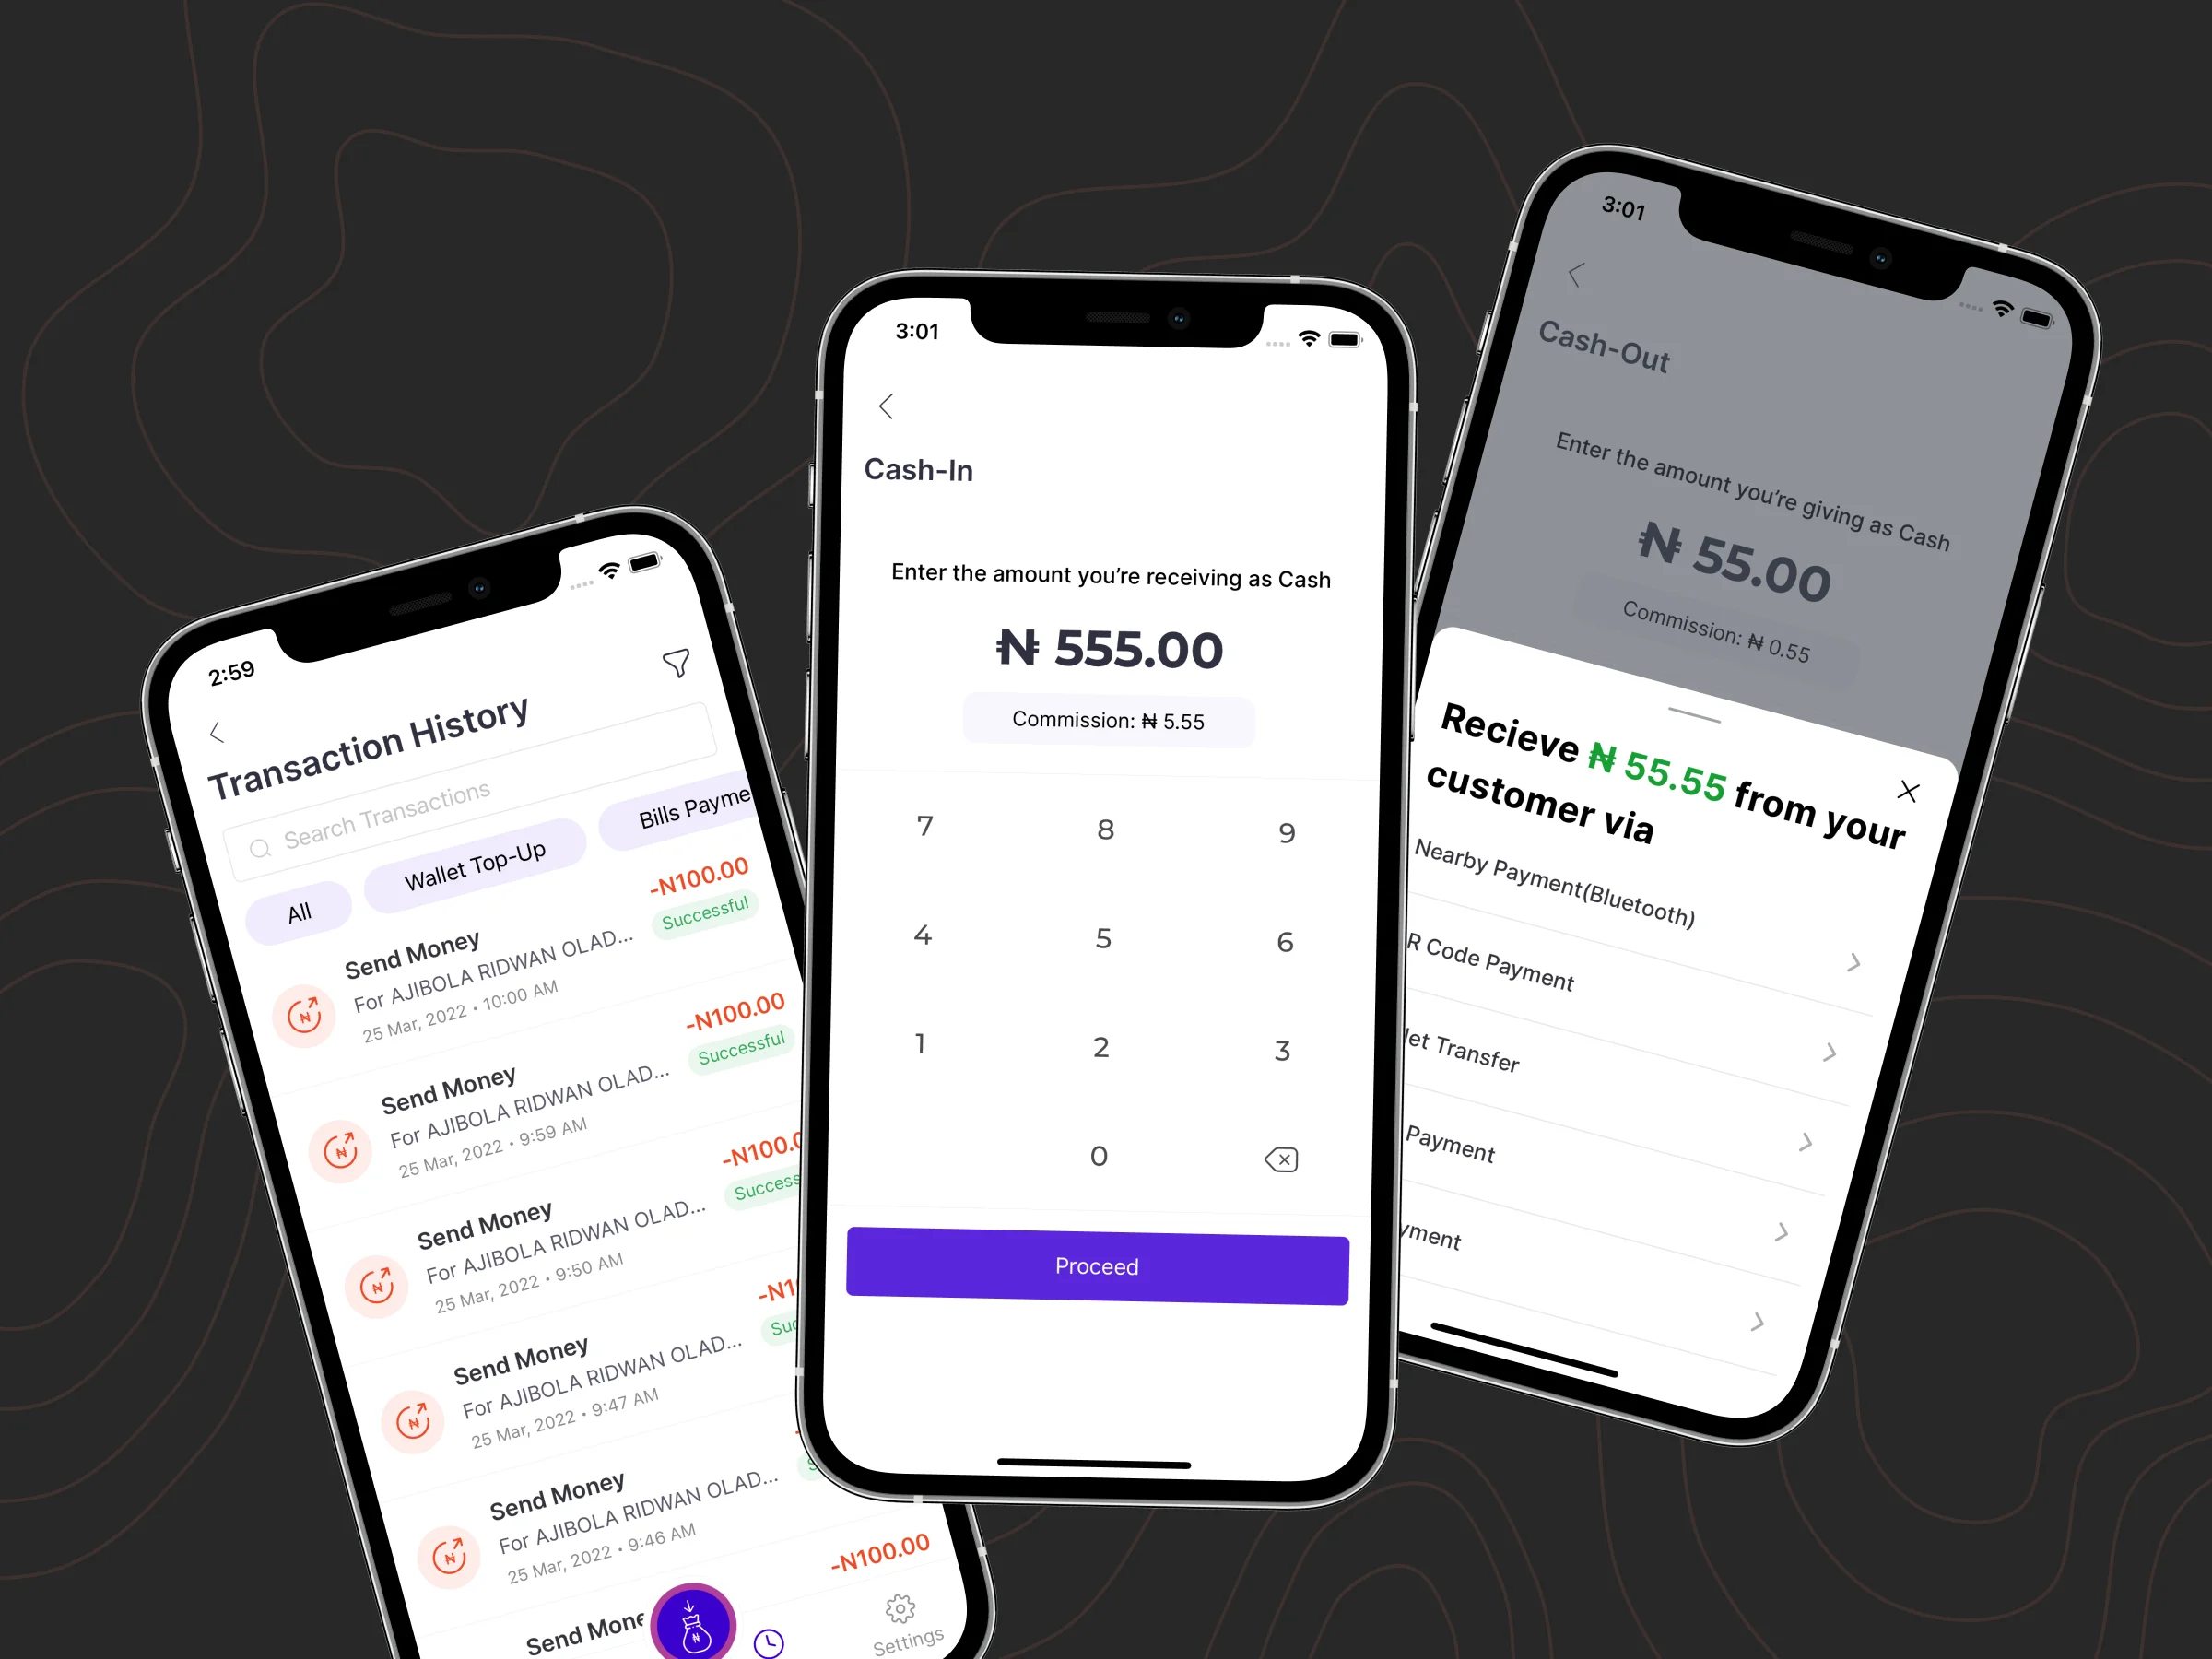 2:59
Transaction History
Search Transactions
All
Wallet Top-Up
Bills Payme
Send Money
-N100.00
For AJIBOLA RIDWAN OLAD...
Successful
25 Mar, 2022 • 10:00 AM
Send Money
-N100.00
For AJIBOLA RIDWAN OLAD...
Successful
25 Mar, 2022 • 9:59 AM
Send Money
-N100.0
For AJIBOLA RIDWAN OLAD...
Success
25 Mar, 2022 • 9:50 AM
Send Money
-N1
For AJIBOLA RIDWAN OLAD...
Suc
25 Mar, 2022 • 9:47 AM
Send Money
For AJIBOLA RIDWAN OLAD...
25 Mar, 2022 • 9:46 AM
-N100.00
Send Mone
Settings
3:01
Cash-In
Enter the amount you’re receiving as Cash
₦ 555.00
Commission: ₦ 5.55
7 8 9
4 5 6
1 2 3
0
Proceed
3:01
Cash-Out
Enter the amount you’re giving as Cash
₦ 55.00
Commission: ₦ 0.55
Recieve ₦ 55.55 from your
customer via
Nearby Payment(Bluetooth)
R Code Payment
let Transfer
Payment
yment